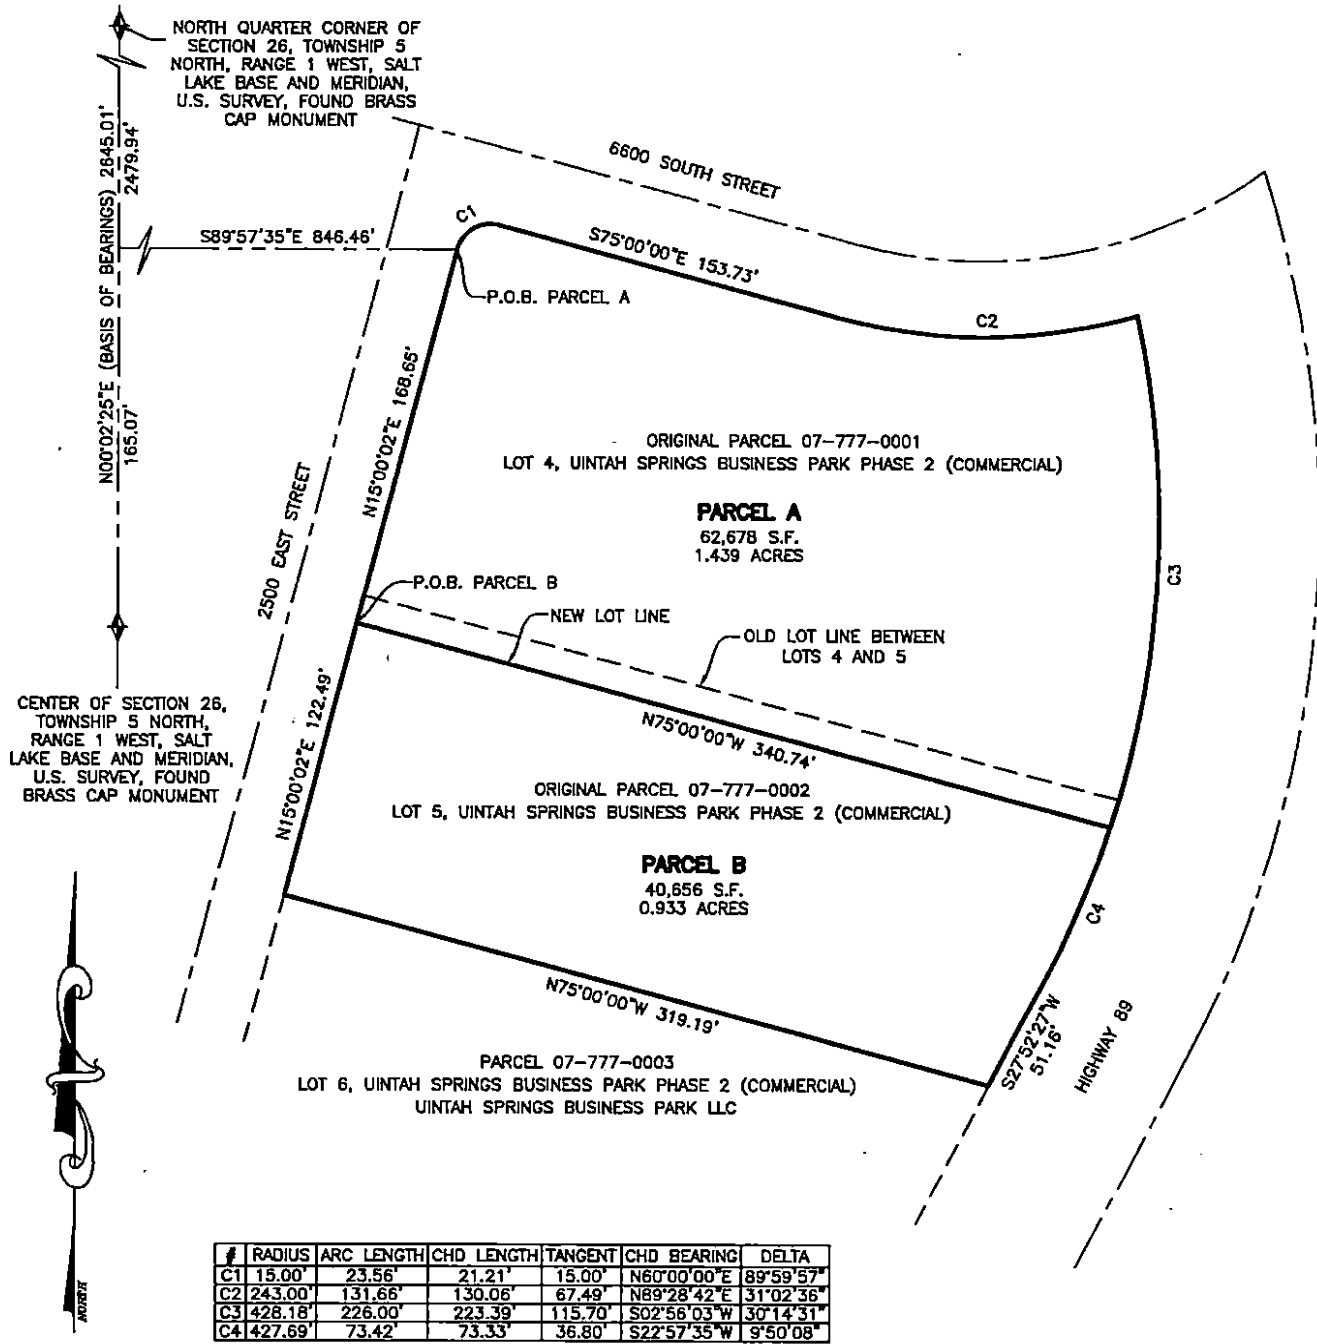 NORTH QUARTER CORNER OF
SECTION 26, TOWNSHIP 5
NORTH, RANGE 1 WEST, SALT
LAKE BASE AND MERIDIAN,
U.S. SURVEY, FOUND BRASS
CAP MONUMENT
N00°02'25"E (BASIS OF BEARINGS) 2645.01'
2479.94'
165.07'
S89°57'35"E 846.46'
6600 SOUTH STREET
C1
S75°00'00"E 153.73'
P.O.B. PARCEL A
C2
N15°00'02"E 168.65'
ORIGINAL PARCEL 07-777-0001
LOT 4, UINTAH SPRINGS BUSINESS PARK PHASE 2 (COMMERCIAL)
PARCEL A
62,678 S.F.
1.439 ACRES
C3
2500 EAST STREET
P.O.B. PARCEL B
NEW LOT LINE
OLD LOT LINE BETWEEN
LOTS 4 AND 5
CENTER OF SECTION 26,
TOWNSHIP 5 NORTH,
RANGE 1 WEST, SALT
LAKE BASE AND MERIDIAN,
U.S. SURVEY, FOUND
BRASS CAP MONUMENT
N15°00'02"E 122.49'
N75°00'00"W 340.74'
ORIGINAL PARCEL 07-777-0002
LOT 5, UINTAH SPRINGS BUSINESS PARK PHASE 2 (COMMERCIAL)
PARCEL B
40,656 S.F.
0.933 ACRES
C4
N75°00'00"W 319.19'
S27°52'27"W
51.16'
HIGHWAY 89
PARCEL 07-777-0003
LOT 6, UINTAH SPRINGS BUSINESS PARK PHASE 2 (COMMERCIAL)
UINTAH SPRINGS BUSINESS PARK LLC
NORTH
# RADIUS ARC LENGTH CHD LENGTH TANGENT CHD BEARING DELTA
C1 15.00' 23.56' 21.21' 15.00' N60°00'00"E 89°59'57"
C2 243.00' 131.66' 130.06' 67.49' N89°28'42"E 31°02'36"
C3 428.18' 226.00' 223.39' 115.70' S02°56'03"W 30°14'31"
C4 427.69' 73.42' 73.33' 36.80' S22°57'35"W 9°50'08"